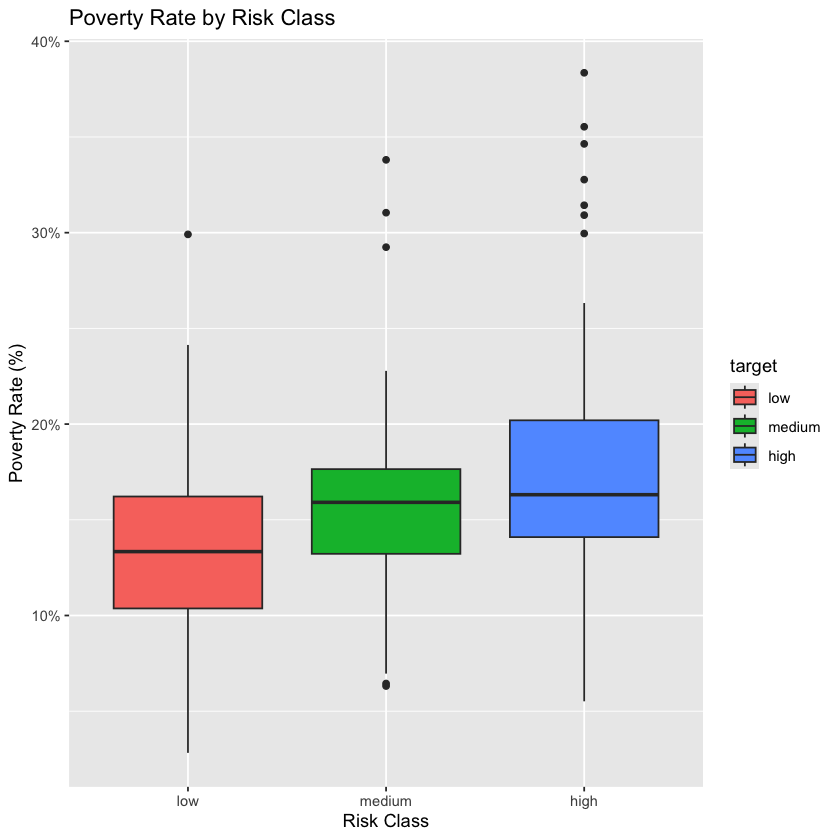 Poverty Rate by Risk Class
40%
30%
20%
10%
Poverty Rate (%)
low
medium
high
Risk Class
target
low
medium
high